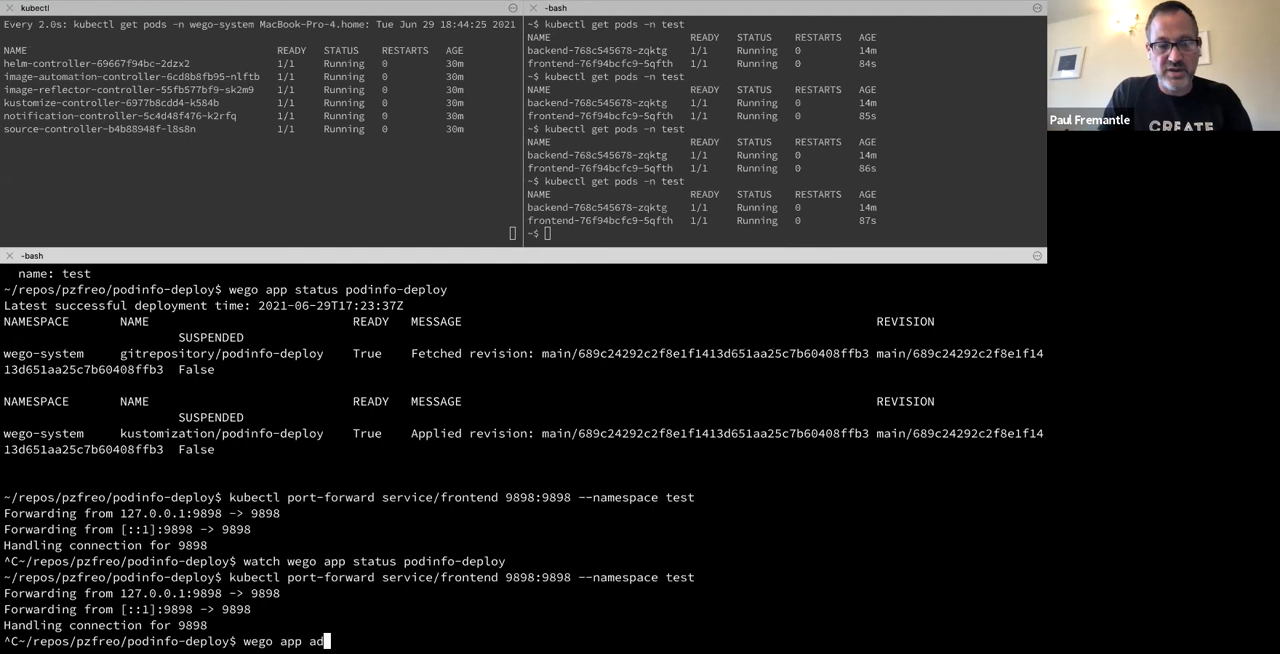 kubectl
Every 2.0s: kubectl get pods -n wego-system MacBook-Pro-4.home: Tue Jun 29 18:44:25 2021
NAME READY STATUS RESTARTS AGE
helm-controller-69667f94bc-2dzx2 1/1 Running 0 30m
image-automation-controller-6cd8b8fb95-nlftb 1/1 Running 0 30m
image-reflector-controller-55fb577bf9-sk2m9 1/1 Running 0 30m
kustomize-controller-6977b8cdd4-k584b 1/1 Running 0 30m
notification-controller-5c4d48f476-k2rfq 1/1 Running 0 30m
source-controller-b4b88948f-l8s8n 1/1 Running 0 30m
-bash
~$ kubectl get pods -n test
NAME READY STATUS RESTARTS AGE
backend-768c545678-zqktg 1/1 Running 0 14m
frontend-76f94bcfc9-5qfth 1/1 Running 0 84s
~$ kubectl get pods -n test
NAME READY STATUS RESTARTS AGE
backend-768c545678-zqktg 1/1 Running 0 14m
frontend-76f94bcfc9-5qfth 1/1 Running 0 85s
~$ kubectl get pods -n test
NAME READY STATUS RESTARTS AGE
backend-768c545678-zqktg 1/1 Running 0 14m
frontend-76f94bcfc9-5qfth 1/1 Running 0 86s
~$ kubectl get pods -n test
NAME READY STATUS RESTARTS AGE
backend-768c545678-zqktg 1/1 Running 0 14m
frontend-76f94bcfc9-5qfth 1/1 Running 0 87s
~$
CREATE
Paul Fremantle
-bash
name: test
~/repos/pzfreo/podinfo-deploy$ wego app status podinfo-deploy
Latest successful deployment time: 2021-06-29T17:23:37Z
NAMESPACE NAME READY MESSAGE REVISION
SUSPENDED
wego-system gitrepository/podinfo-deploy True Fetched revision: main/689c24292c2f8e1f1413d651aa25c7b60408ffb3 main/689c24292c2f8e1f14
13d651aa25c7b60408ffb3 False
NAMESPACE NAME READY MESSAGE REVISION
SUSPENDED
wego-system kustomization/podinfo-deploy True Applied revision: main/689c24292c2f8e1f1413d651aa25c7b60408ffb3 main/689c24292c2f8e1f14
13d651aa25c7b60408ffb3 False
~/repos/pzfreo/podinfo-deploy$ kubectl port-forward service/frontend 9898:9898 --namespace test
Forwarding from 127.0.0.1:9898 -> 9898
Forwarding from [::1]:9898 -> 9898
Handling connection for 9898
^C~/repos/pzfreo/podinfo-deploy$ watch wego app status podinfo-deploy
~/repos/pzfreo/podinfo-deploy$ kubectl port-forward service/frontend 9898:9898 --namespace test
Forwarding from 127.0.0.1:9898 -> 9898
Forwarding from [::1]:9898 -> 9898
Handling connection for 9898
^C~/repos/pzfreo/podinfo-deploy$ wego app ad